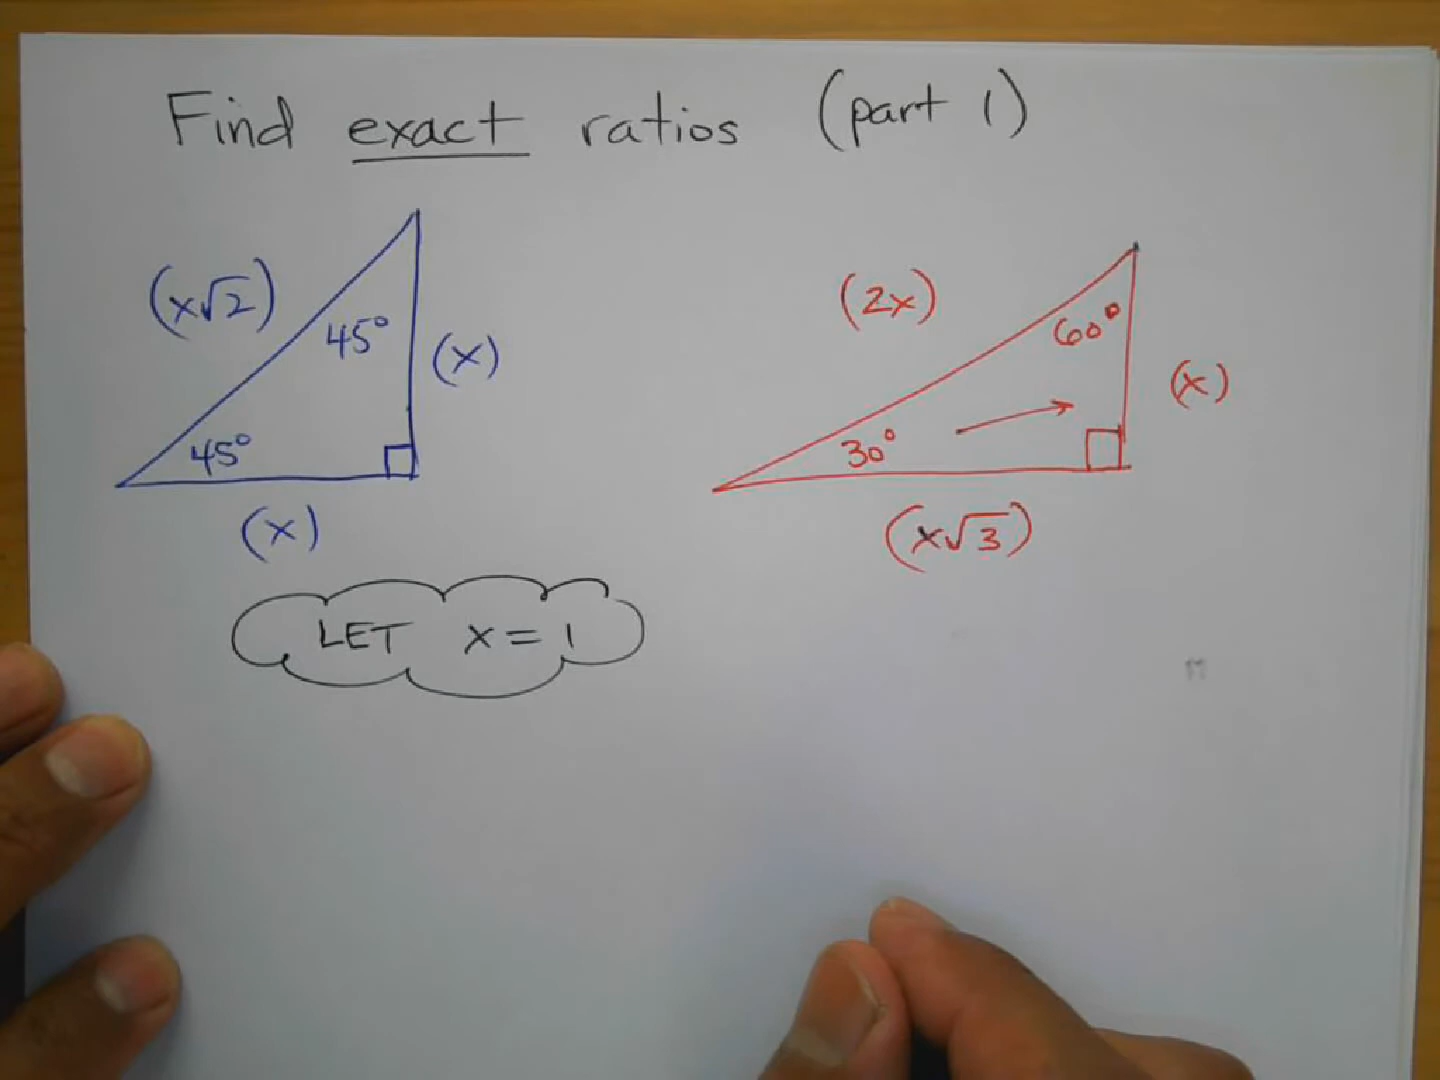 Find exact ratios (part 1)
(x√2)
45°
(x)
45°
(x)
(2x)
60°
(x)
30°
(x√3)
LET x = 1